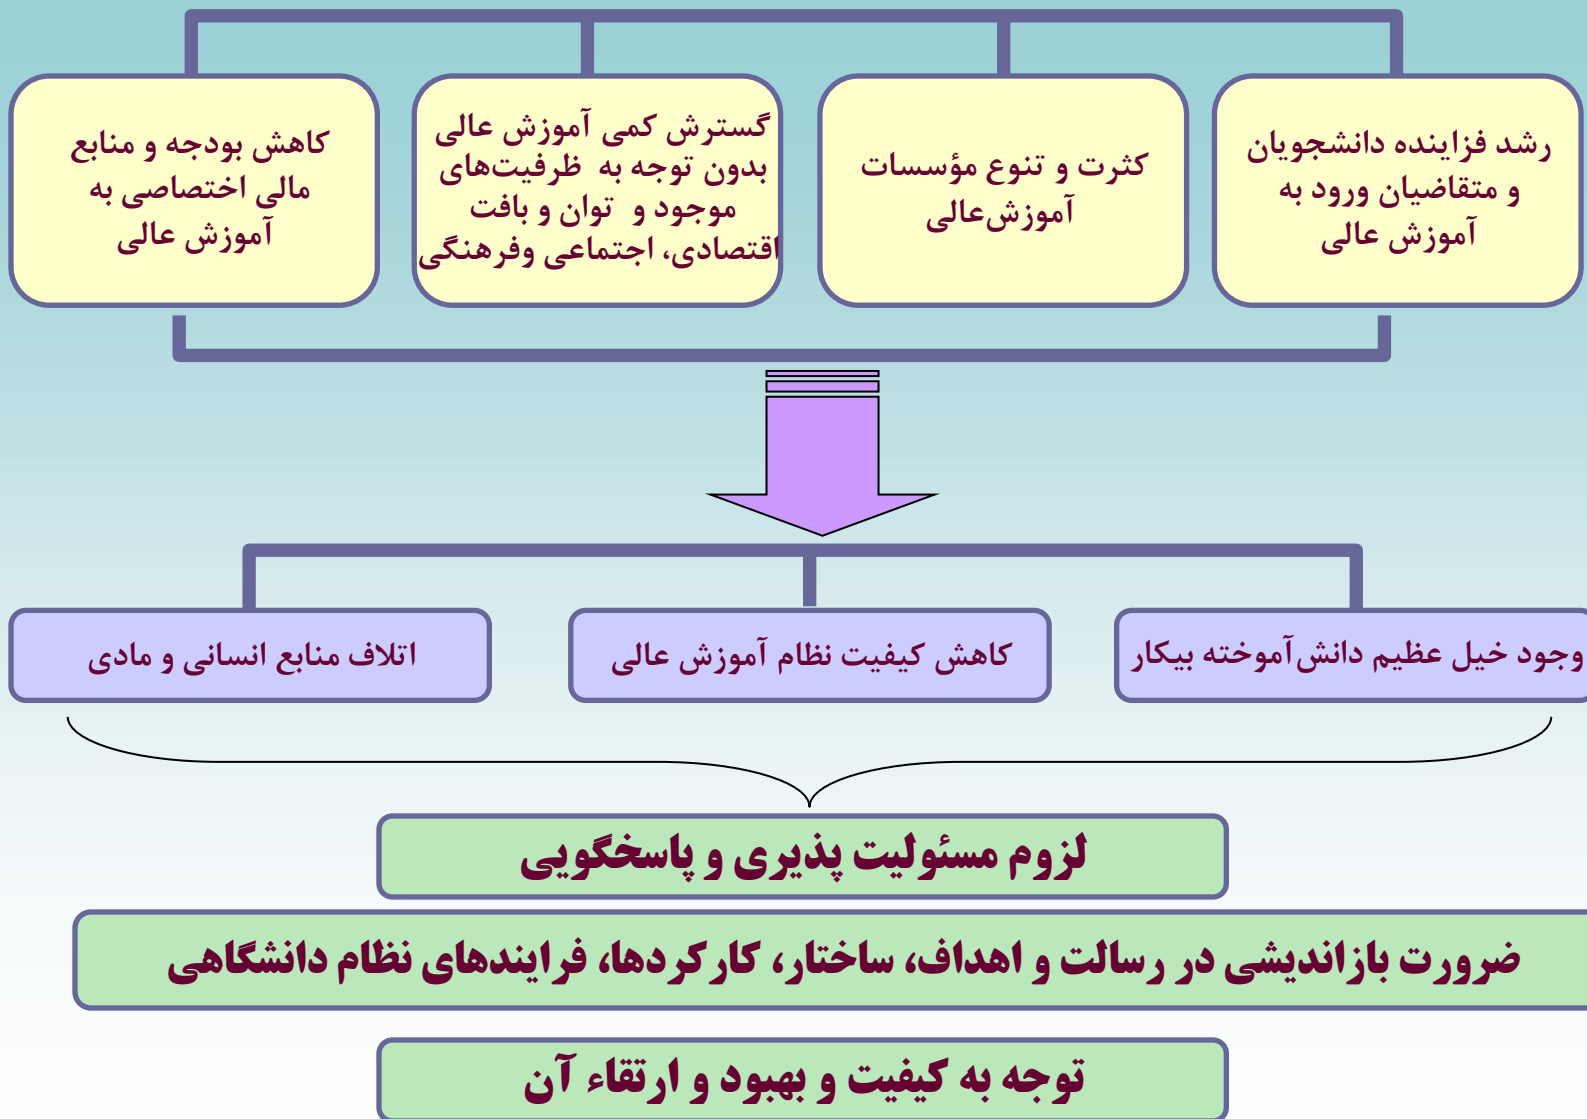 رشد فزاینده دانشجویان
و متقاضیان ورود به
آموزش عالی
کثرت و تنوع مؤسسات
آموزش‌عالی
گسترش کمی آموزش عالی
بدون توجه به ظرفیت‌های
موجود و توان و بافت
اقتصادی، اجتماعی وفرهنگی
کاهش بودجه و منابع
مالی اختصاصی به
آموزش عالی
وجود خیل عظیم دانش‌آموخته بیکار
کاهش کیفیت نظام آموزش عالی
اتلاف منابع انسانی و مادی
لزوم مسئولیت پذیری و پاسخگویی
ضرورت بازاندیشی در رسالت و اهداف، ساختار، کارکردها، فرایندهای نظام دانشگاهی
توجه به کیفیت و بهبود و ارتقاء آن